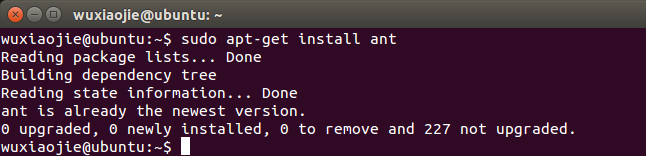 wuxiaojie@ubuntu: ~
wuxiaojie@ubuntu:~$ sudo apt-get install ant
Reading package lists... Done
Building dependency tree
Reading state information... Done
ant is already the newest version.
0 upgraded, 0 newly installed, 0 to remove and 227 not upgraded.
wuxiaojie@ubuntu:~$